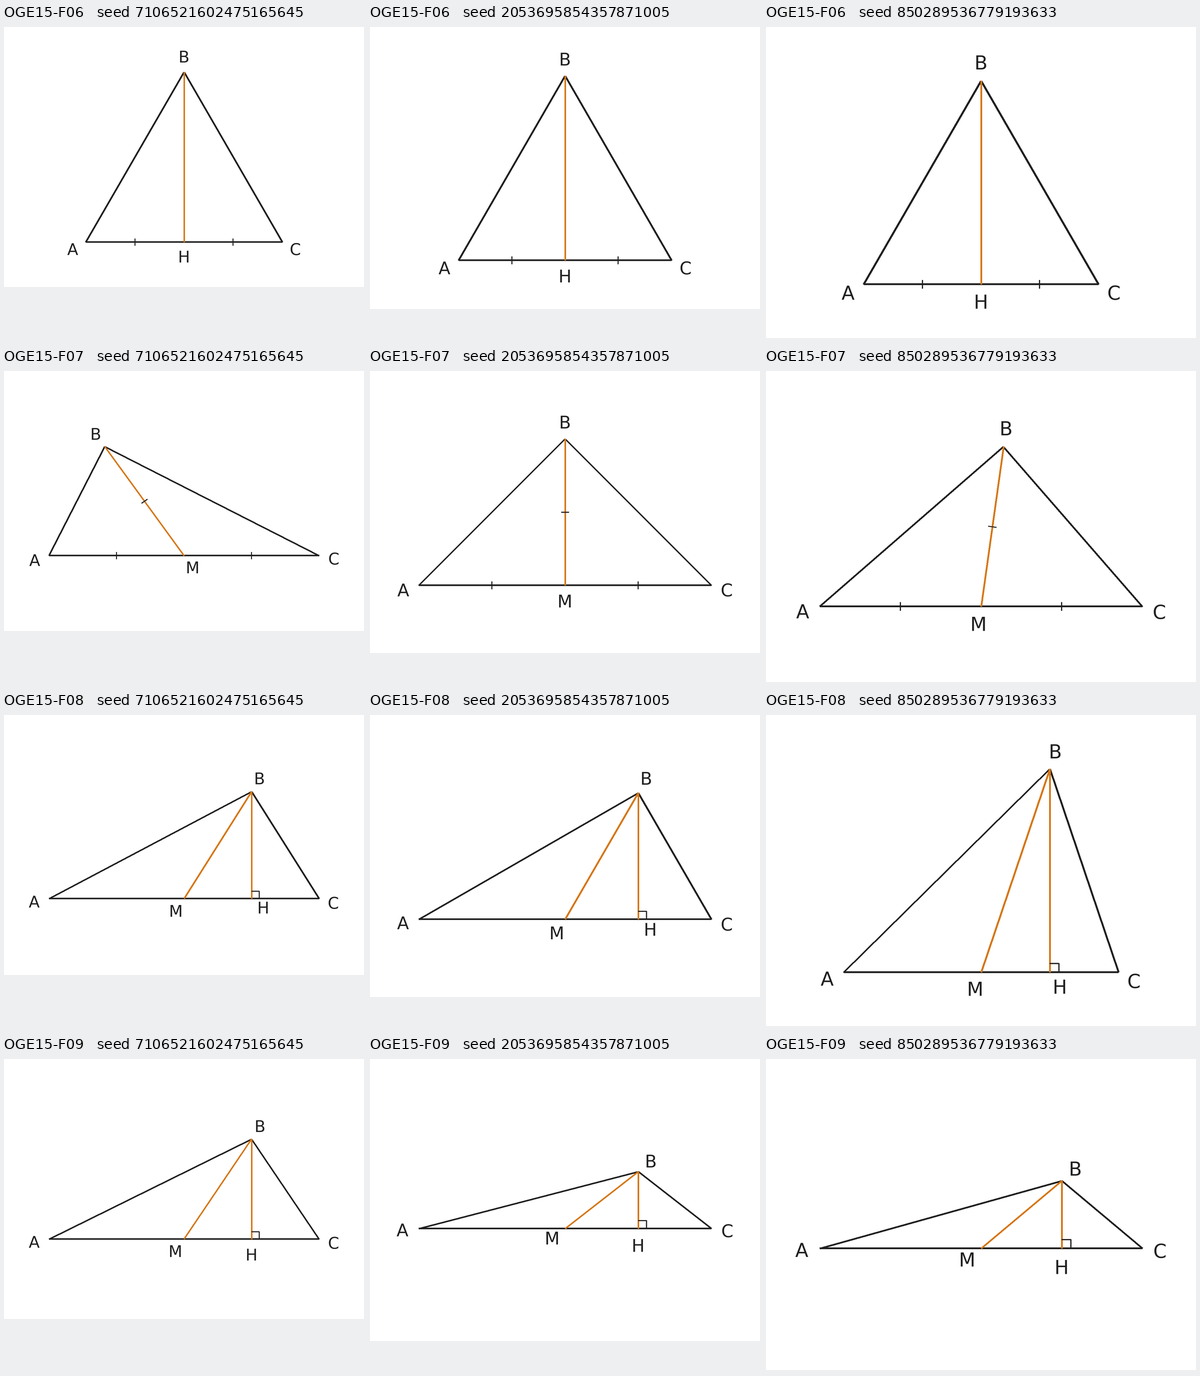 OGE15-F06 seed 7106521602475165645
OGE15-F06 seed 2053695854357871005
OGE15-F06 seed 850289536779193633
B
B
B
A
H
C
A
H
C
A
H
C
OGE15-F07 seed 7106521602475165645
OGE15-F07 seed 2053695854357871005
OGE15-F07 seed 850289536779193633
B
B
B
A
M
C
A
M
C
A
M
C
OGE15-F08 seed 7106521602475165645
OGE15-F08 seed 2053695854357871005
OGE15-F08 seed 850289536779193633
B
B
B
A
M
H
C
A
M
H
C
A
M
H
C
OGE15-F09 seed 7106521602475165645
OGE15-F09 seed 2053695854357871005
OGE15-F09 seed 850289536779193633
B
B
B
A
M
H
C
A
M
H
C
A
M
H
C